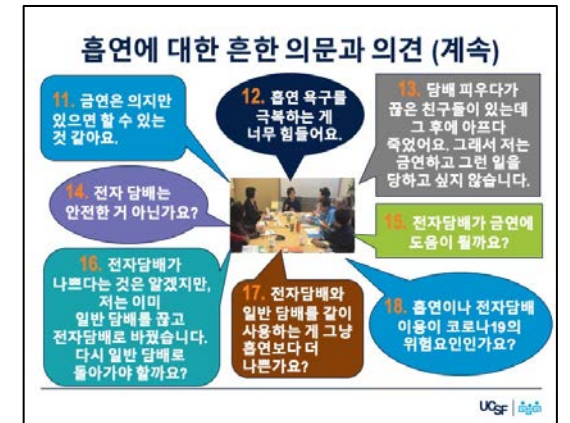 흡연에 대한 흔한 의문과 의견 (계속)
11. 금연은 의지만
있으면 할 수 있는
것 같아요.
12. 흡연 욕구를
극복하는 게
너무 힘들어요.
13. 담배 피우다가
끊은 친구들이 있는데
그 후에 아프다
죽었어요. 그래서 저는
금연하고 그런 일을
당하고 싶지 않습니다.
14. 전자 담배는
안전한 거 아닌가요?
15. 전자담배가 금연에
도움이 될까요?
16. 전자담배가
나쁘다는 것은 알겠지만,
저는 이미
일반 담배를 끊고
전자담배로 바꿨습니다.
다시 일반 담배로
돌아가야 할까요?
17. 전자담배와
일반 담배를 같이
사용하는 게 그냥
흡연보다 더
나쁜가요?
18. 흡연이나 전자담배
이용이 코로나19의
위험요인인가요?
UCSF